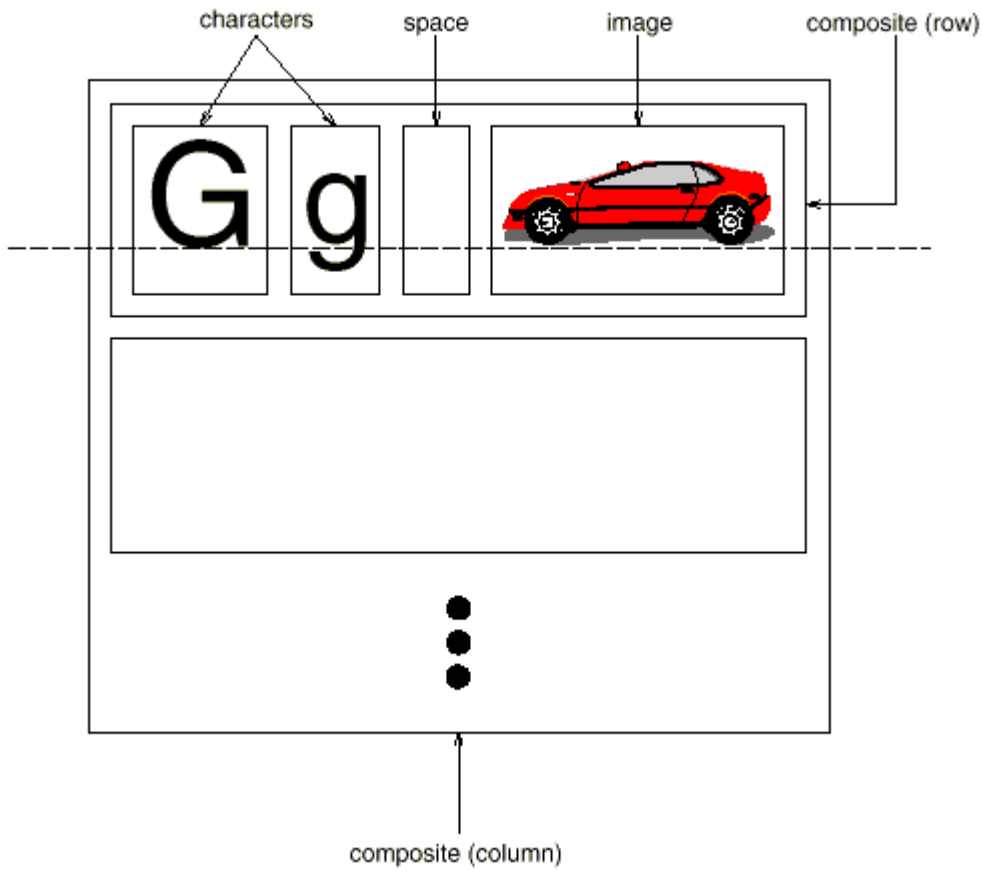 characters
space
image
composite (row)
G
g
composite (column)